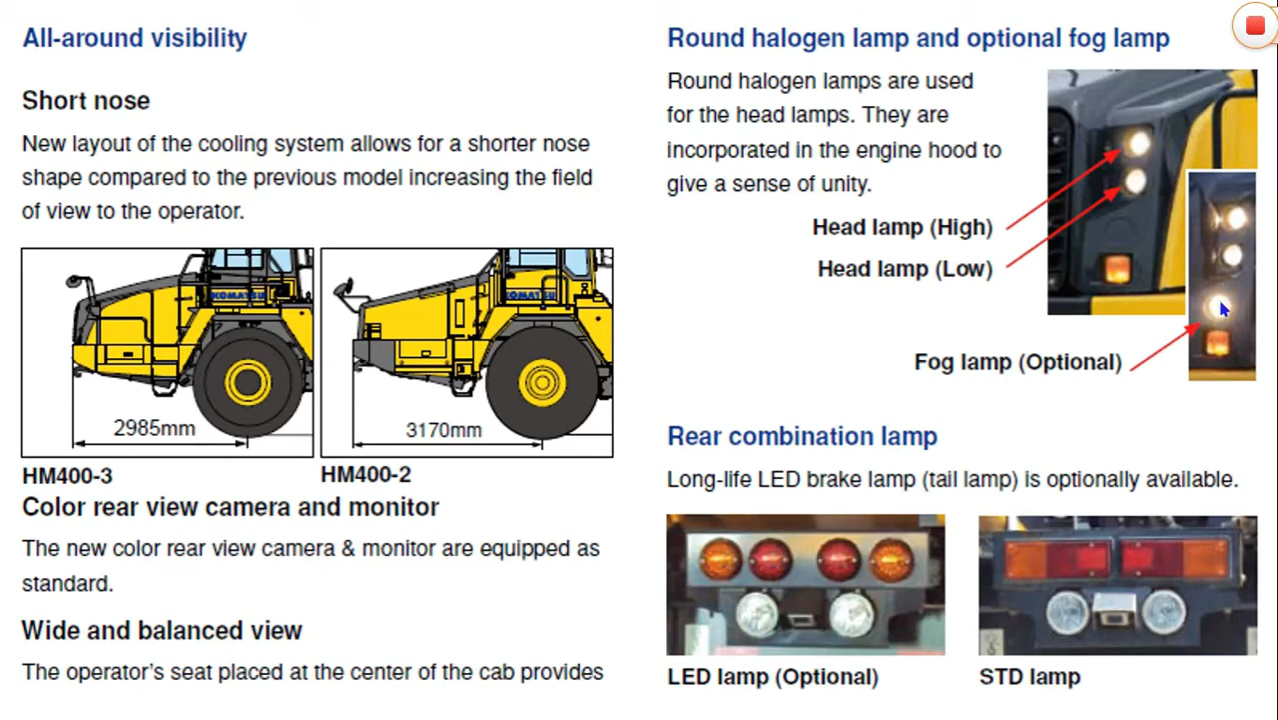 All-around visibility
Short nose
New layout of the cooling system allows for a shorter nose
shape compared to the previous model increasing the field
of view to the operator.
KOMATSU
KOMATSU
2985mm
3170mm
HM400-3
HM400-2
Color rear view camera and monitor
The new color rear view camera & monitor are equipped as
standard.
Wide and balanced view
The operator's seat placed at the center of the cab provides
Round halogen lamp and optional fog lamp
Round halogen lamps are used
for the head lamps. They are
incorporated in the engine hood to
give a sense of unity.
Head lamp (High)
Head lamp (Low)
Fog lamp (Optional)
Rear combination lamp
Long-life LED brake lamp (tail lamp) is optionally available.
LED lamp (Optional)
STD lamp